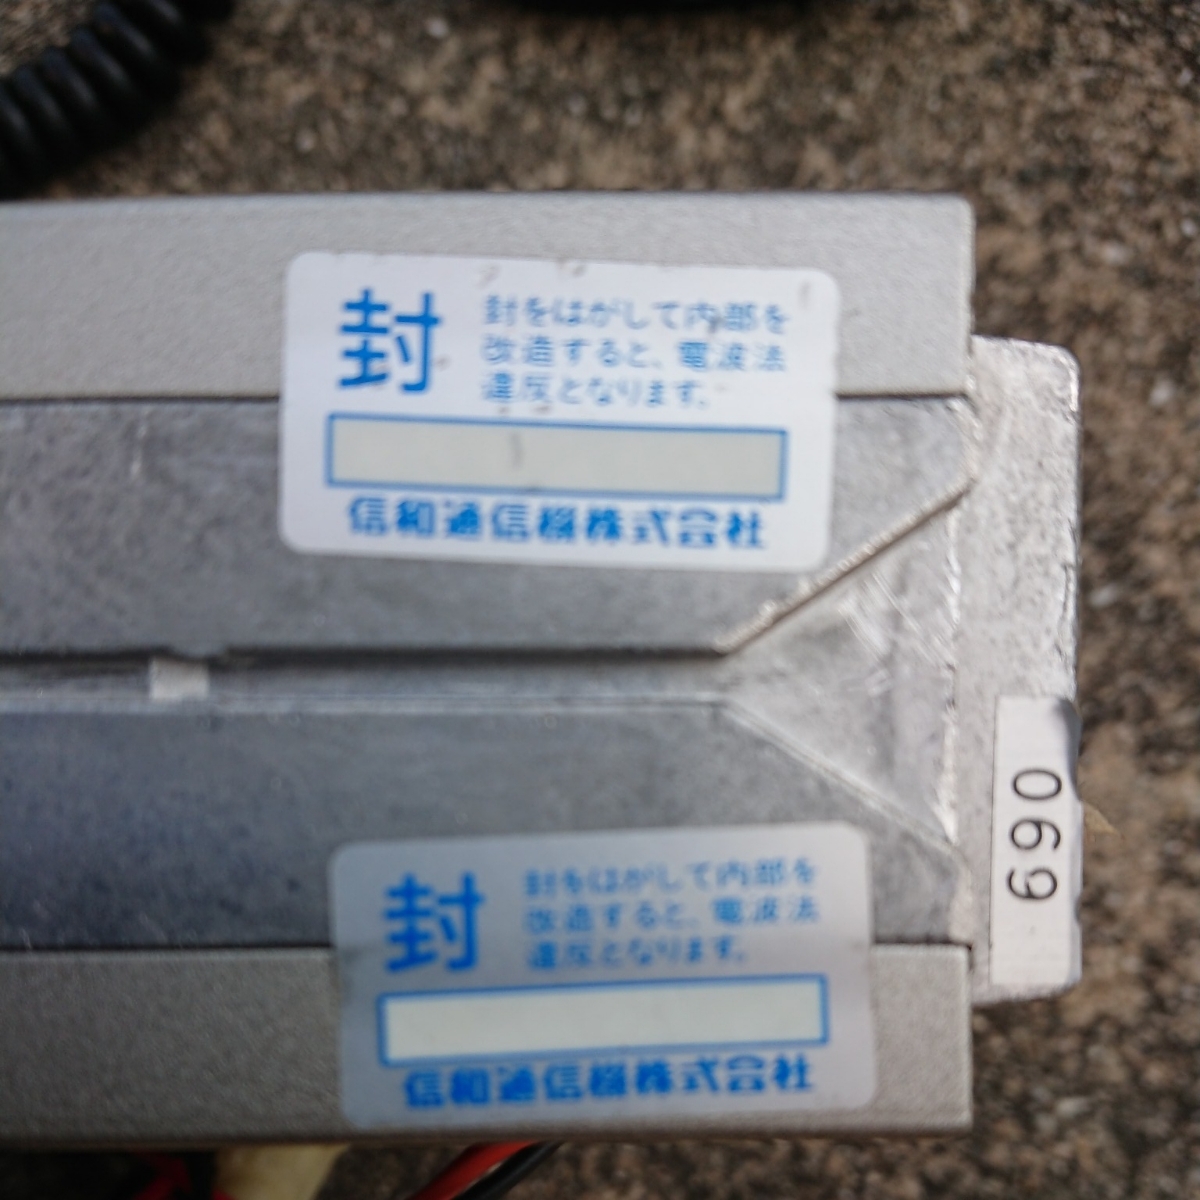 封
封をはがして内部を
改造すると、電波法
違反となります。
信和通信機株式会社
封
封をはがして内部を
改造すると、電波法
違反となります。
信和通信機株式会社
069